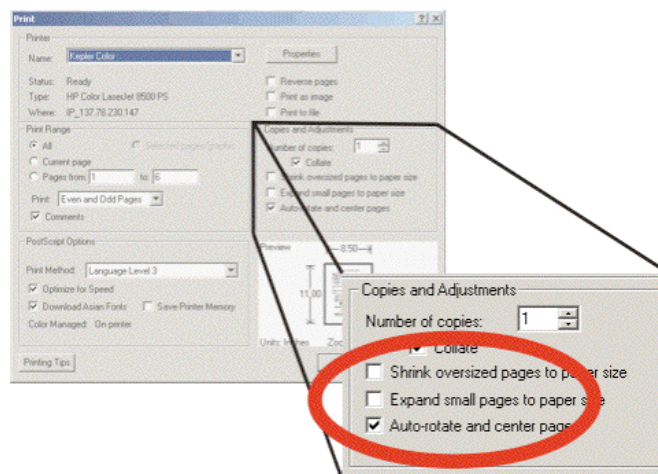 Print
Printer
Name: Kepler Color
Properties
Status: Ready
Type: HP Color LaserJet 8500 PS
Where: IP_137.78.230.147
Reverse pages
Print as image
Print to file
Print Range
All
Selected pages/graphic
Current page
Pages from 1 to 6
Print: Even and Odd Pages
Comments
Copies and Adjustments
Number of copies: 1
Collate
Shrink oversized pages to paper size
Expand small pages to paper size
Auto-rotate and center pages
PostScript Options
Print Method: Language Level 3
Optimize for Speed
Download Asian Fonts Save Printer Memory
Color Managed: On printer
Preview
8.50
11.00
Units: Inches
Printing Tips
Copies and Adjustments
Number of copies: 1
Collate
Shrink oversized pages to paper size
Expand small pages to paper size
Auto-rotate and center pages